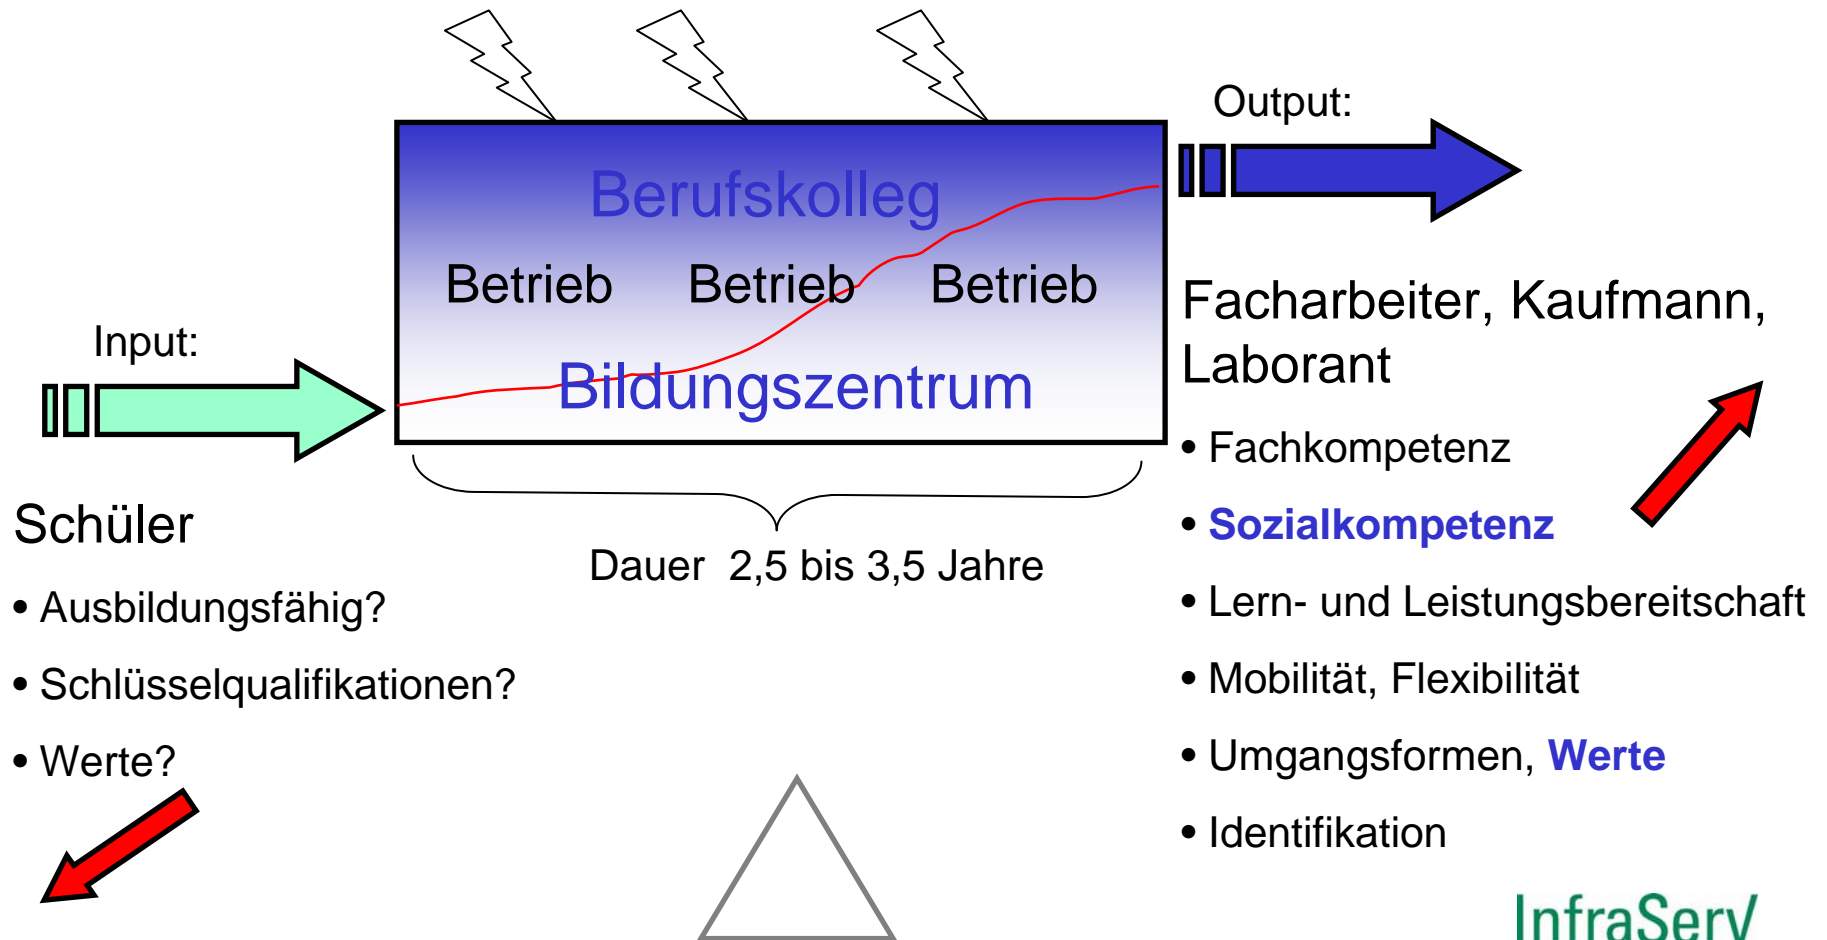 Input:
Schüler
• Ausbildungsfähig?
• Schlüsselqualifikationen?
• Werte?
Berufskolleg
Betrieb Betrieb Betrieb
Bildungszentrum
Dauer 2,5 bis 3,5 Jahre
Output:
Facharbeiter, Kaufmann,
Laborant
• Fachkompetenz
• Sozialkompetenz
• Lern- und Leistungsbereitschaft
• Mobilität, Flexibilität
• Umgangsformen, Werte
• Identifikation
InfraServ